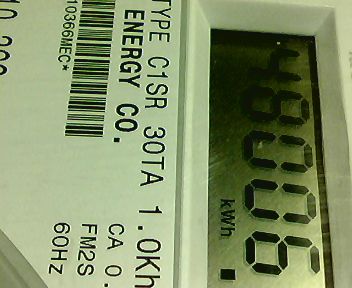 TYPE C1SR 30TA 1.0Kh
ENERGY CO.
CA 0.
FM2S
60Hz
10366MEC*
48006
kWh